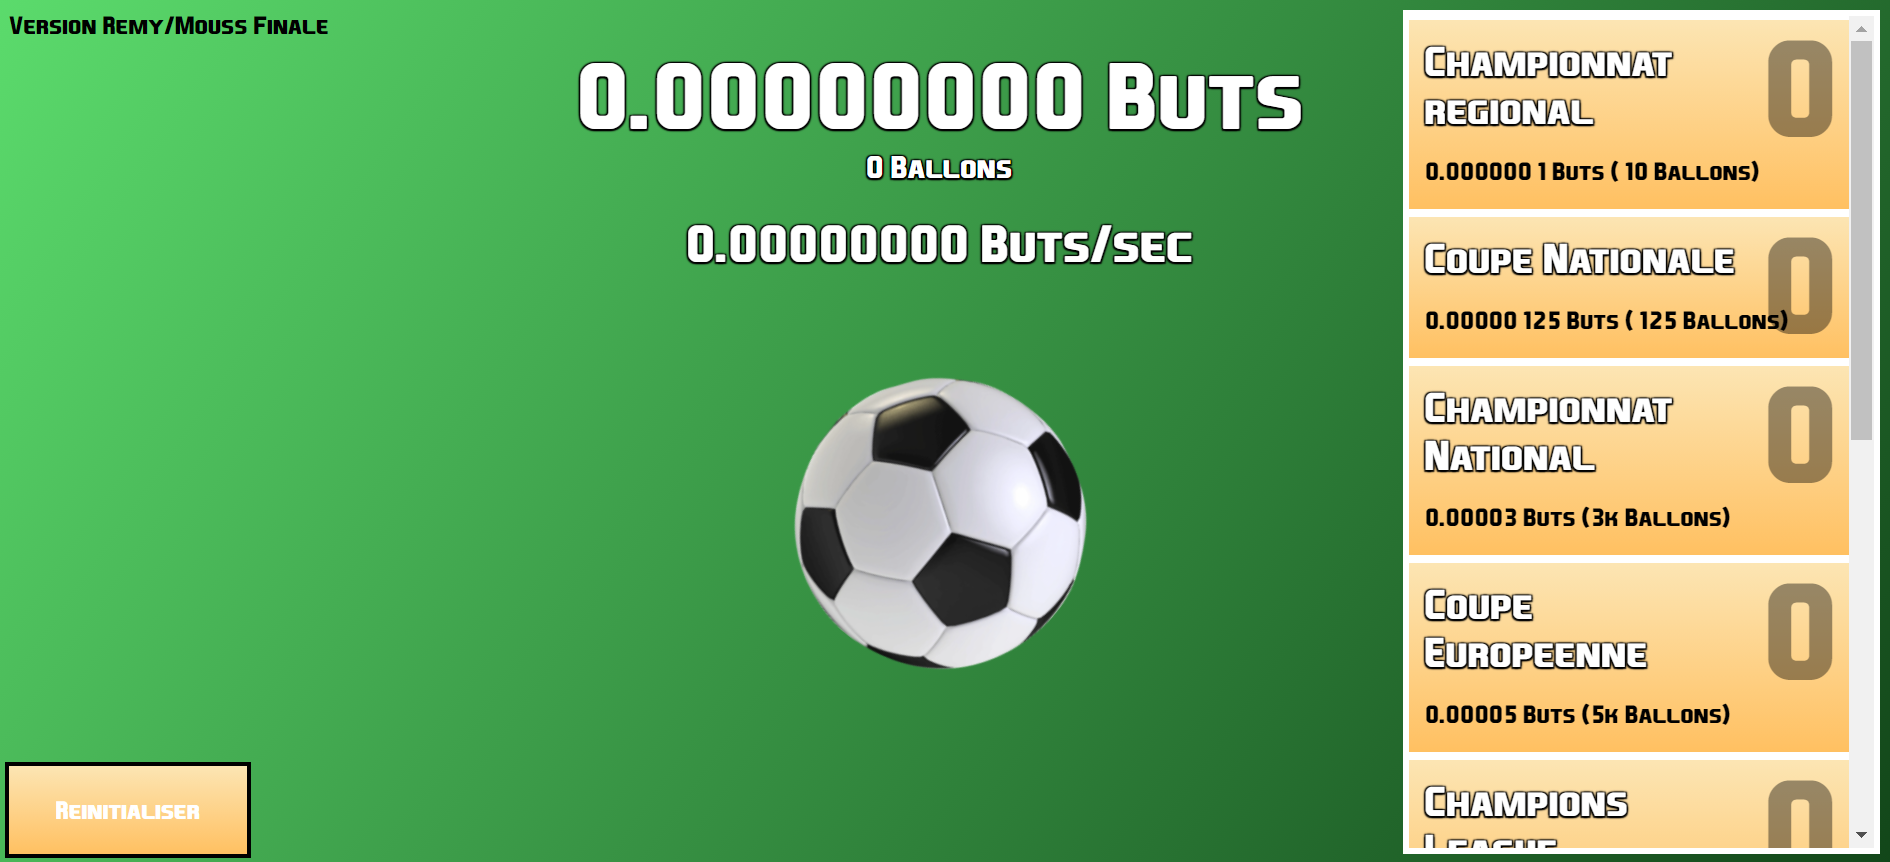 Version Remy/Mouss Finale
0.00000000 Buts
0 Ballons
0.00000000 Buts/sec
Reinitialiser
Championnat
regional
0
0.000000 1 Buts ( 10 Ballons)
Coupe Nationale
0
0.00000 125 Buts ( 125 Ballons)
Championnat
National
0
0.00003 Buts (3k Ballons)
Coupe
Europeenne
0
0.00005 Buts (5k Ballons)
Champions
League
0